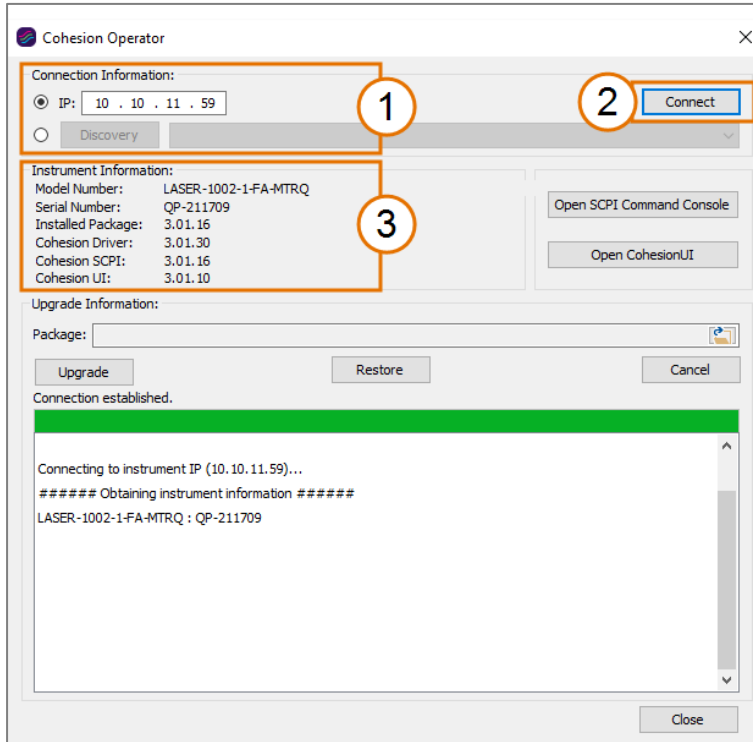 Cohesion Operator
Connection Information:
IP: 10 . 10 . 11 . 59
1
2
Connect
Discovery
Instrument Information:
Model Number: LASER-1002-1-FA-MTRQ
Serial Number: QP-211709
Installed Package: 3.01.16
Cohesion Driver: 3.01.30
Cohesion SCPI: 3.01.16
Cohesion UI: 3.01.10
3
Open SCPI Command Console
Open CohesionUI
Upgrade Information:
Package:
Upgrade
Restore
Cancel
Connection established.
Connecting to instrument IP (10.10.11.59)...
###### Obtaining instrument information ######
LASER-1002-1-FA-MTRQ : QP-211709
Close